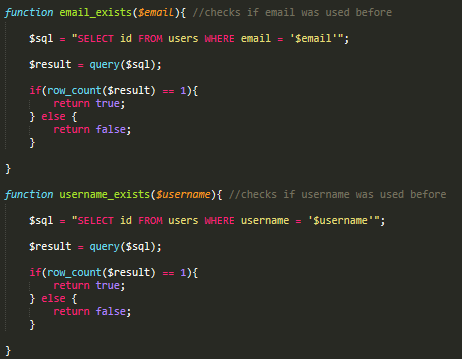 function email_exists($email){ //checks if email was used before
$sql = "SELECT id FROM users WHERE email = '$email'";
$result = query($sql);
if(row_count($result) == 1){
return true;
} else {
return false;
}
}
function username_exists($username){ //checks if username was used before
$sql = "SELECT id FROM users WHERE username = '$username'";
$result = query($sql);
if(row_count($result) == 1){
return true;
} else {
return false;
}
}